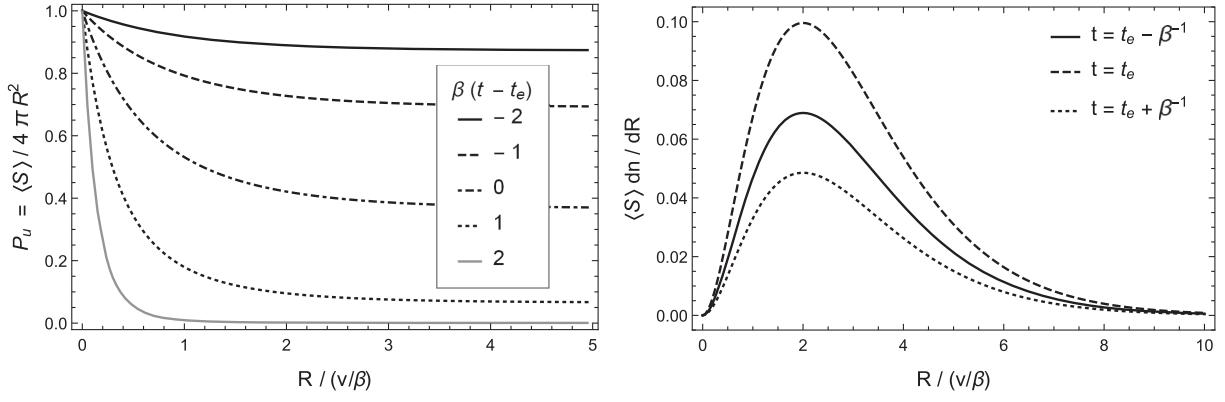 1.0
0.8
0.6
0.4
0.2
0.0
P_u = ⟨S⟩ / 4 π R^2
β (t − t_e)
− 2
− 1
0
1
2
0 1 2 3 4 5
R / (v/β)
0.10
0.08
0.06
0.04
0.02
0.00
⟨S⟩ dn / dR
t = t_e − β^−1
t = t_e
t = t_e + β^−1
0 2 4 6 8 10
R / (v/β)